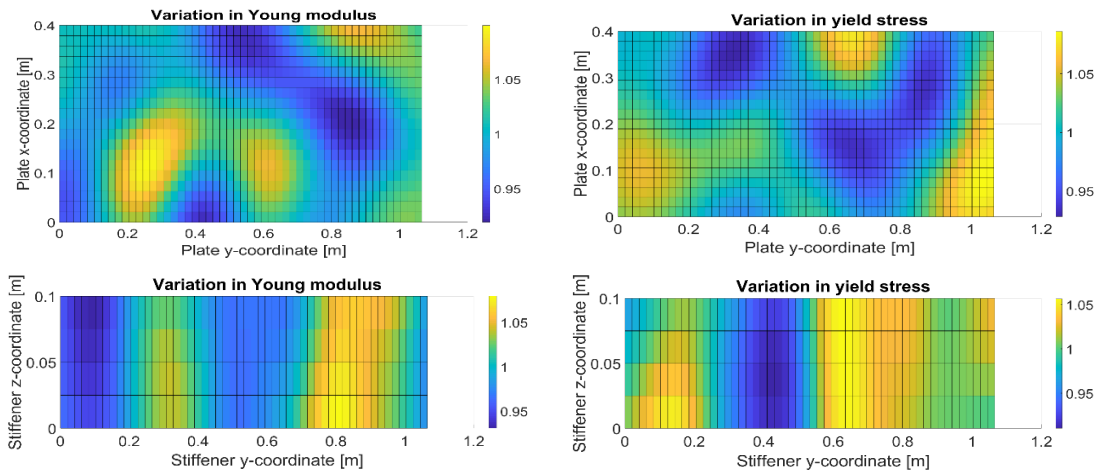 Variation in Young modulus
0.4
0.3
0.2
0.1
0
Plate x-coordinate [m]
0 0.2 0.4 0.6 0.8 1 1.2
Plate y-coordinate [m]
1.05
1
0.95
Variation in yield stress
0.4
0.3
0.2
0.1
0
Plate x-coordinate [m]
0 0.2 0.4 0.6 0.8 1 1.2
Plate y-coordinate [m]
1.05
1
0.95
Variation in Young modulus
0.1
0.05
0
Stiffener z-coordinate [m]
0 0.2 0.4 0.6 0.8 1 1.2
Stiffener y-coordinate [m]
1.05
1
0.95
Variation in yield stress
0.1
0.05
0
Stiffener z-coordinate [m]
0 0.2 0.4 0.6 0.8 1 1.2
Stiffener y-coordinate [m]
1.05
1
0.95